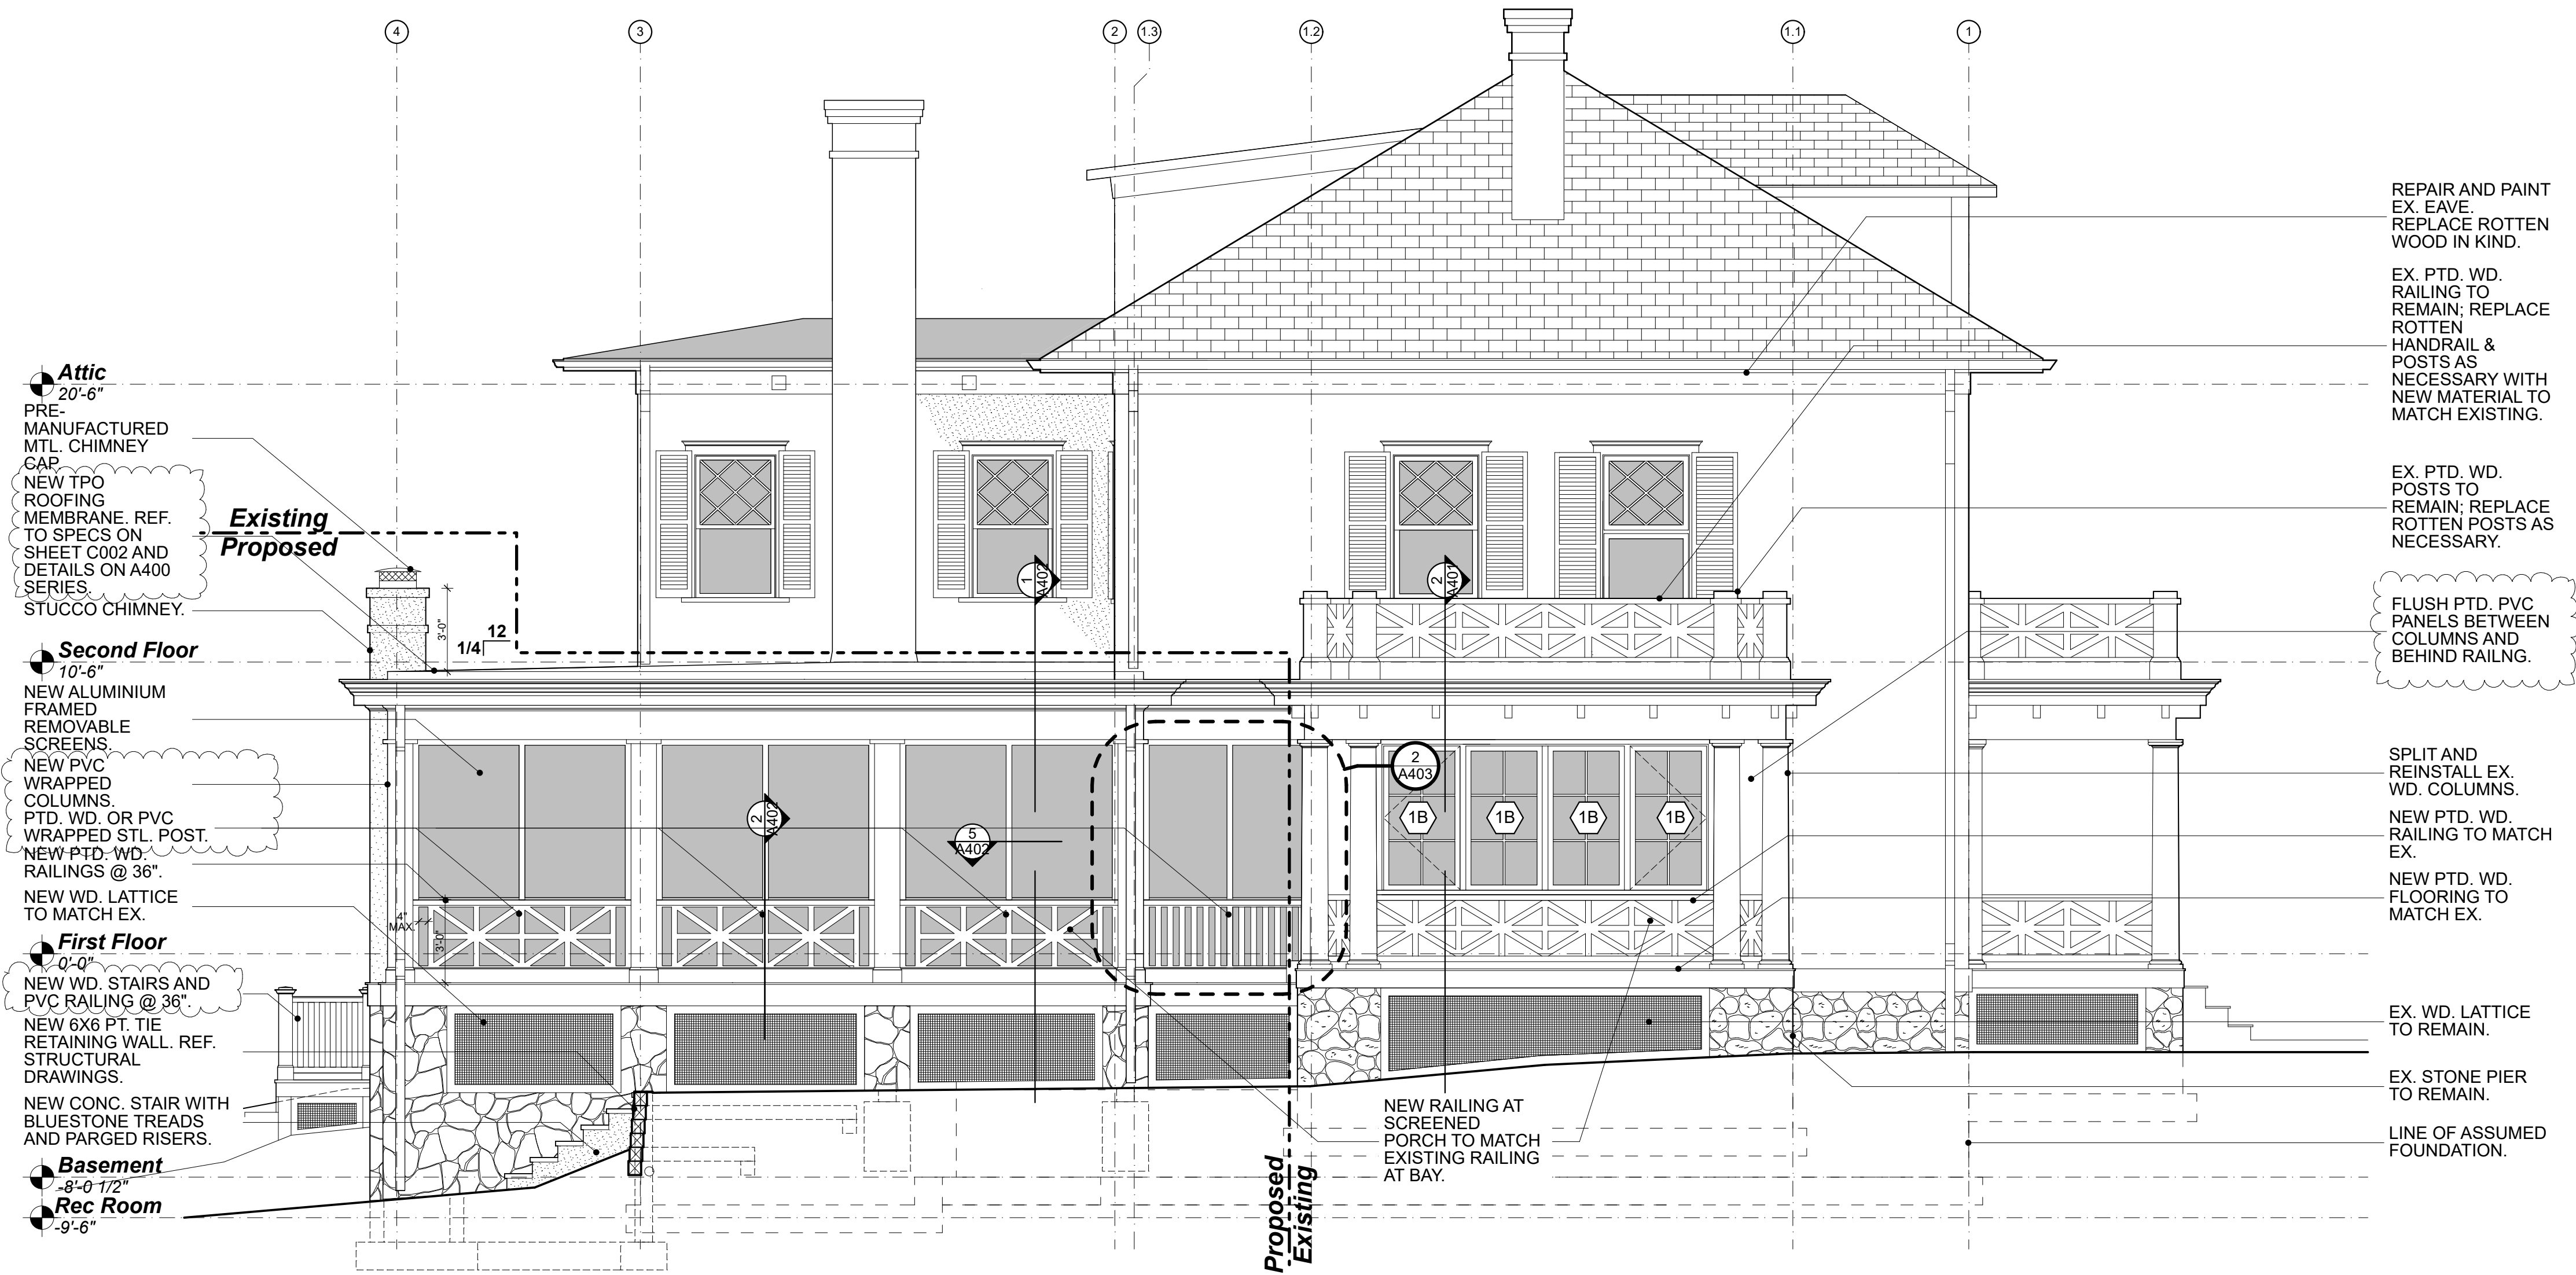 4
3
2
1.3
1.2
1.1
1
Attic
20'-6"
PRE-
MANUFACTURED
MTL. CHIMNEY
CAP.
NEW TPO
ROOFING
MEMBRANE. REF.
TO SPECS ON
SHEET C002 AND
DETAILS ON A400
SERIES.
STUCCO CHIMNEY.
Second Floor
10'-6"
NEW ALUMINIUM
FRAMED
REMOVABLE
SCREENS.
NEW PVC
WRAPPED
COLUMNS.
PTD. WD. OR PVC
WRAPPED STL. POST.
NEW PTD. WD.
RAILINGS @ 36".
NEW WD. LATTICE
TO MATCH EX.
First Floor
0'-0"
NEW WD. STAIRS AND
PVC RAILING @ 36".
NEW 6X6 PT. TIE
RETAINING WALL. REF.
STRUCTURAL
DRAWINGS.
NEW CONC. STAIR WITH
BLUESTONE TREADS
AND PARGED RISERS.
Basement
-8'-0 1/2"
Rec Room
-9'-6"
Existing
Proposed
3'-0"
12
1/4
4"
MAX.
3'-0"
1
A402
2
A401
2
A402
5
A402
2
A403
1B
1B
1B
1B
NEW RAILING AT
SCREENED
PORCH TO MATCH
EXISTING RAILING
AT BAY.
Proposed
Existing
REPAIR AND PAINT
EX. EAVE.
REPLACE ROTTEN
WOOD IN KIND.
EX. PTD. WD.
RAILING TO
REMAIN; REPLACE
ROTTEN
HANDRAIL &
POSTS AS
NECESSARY WITH
NEW MATERIAL TO
MATCH EXISTING.
EX. PTD. WD.
POSTS TO
REMAIN; REPLACE
ROTTEN POSTS AS
NECESSARY.
FLUSH PTD. PVC
PANELS BETWEEN
COLUMNS AND
BEHIND RAILNG.
SPLIT AND
REINSTALL EX.
WD. COLUMNS.
NEW PTD. WD.
RAILING TO MATCH
EX.
NEW PTD. WD.
FLOORING TO
MATCH EX.
EX. WD. LATTICE
TO REMAIN.
EX. STONE PIER
TO REMAIN.
LINE OF ASSUMED
FOUNDATION.